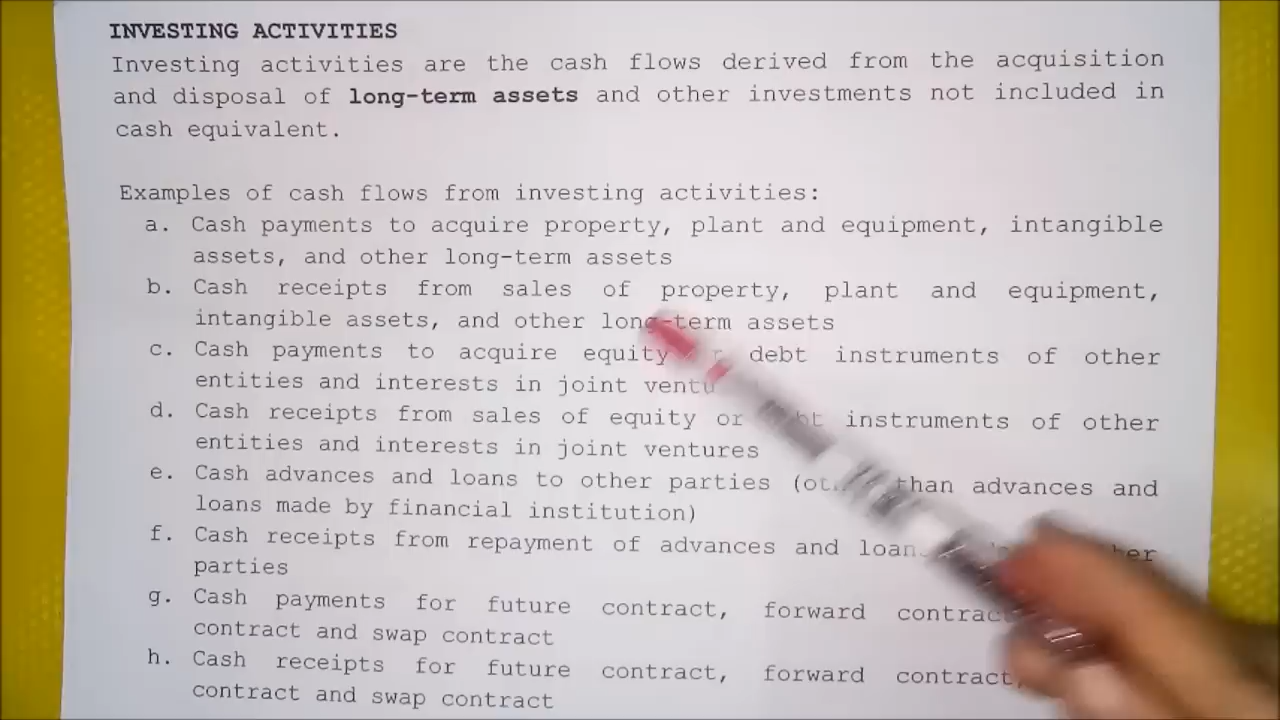 INVESTING ACTIVITIES
Investing activities are the cash flows derived from the acquisition
and disposal of long-term assets and other investments not included in
cash equivalent.
Examples of cash flows from investing activities:
a. Cash payments to acquire property, plant and equipment, intangible
assets, and other long-term assets
b. Cash receipts from sales of property, plant and equipment,
intangible assets, and other long-term assets
c. Cash payments to acquire equity debt instruments of other
entities and interests in joint
d. Cash receipts from sales of equity or instruments of other
entities and interests in joint ventures
e. Cash advances and loans to other parties than advances and
loans made by financial institution)
f. Cash receipts from repayment of advances and
parties
g. Cash payments for future contract, forward
contract and swap contract
h. Cash receipts for future contract, forward contract,
contract and swap contract